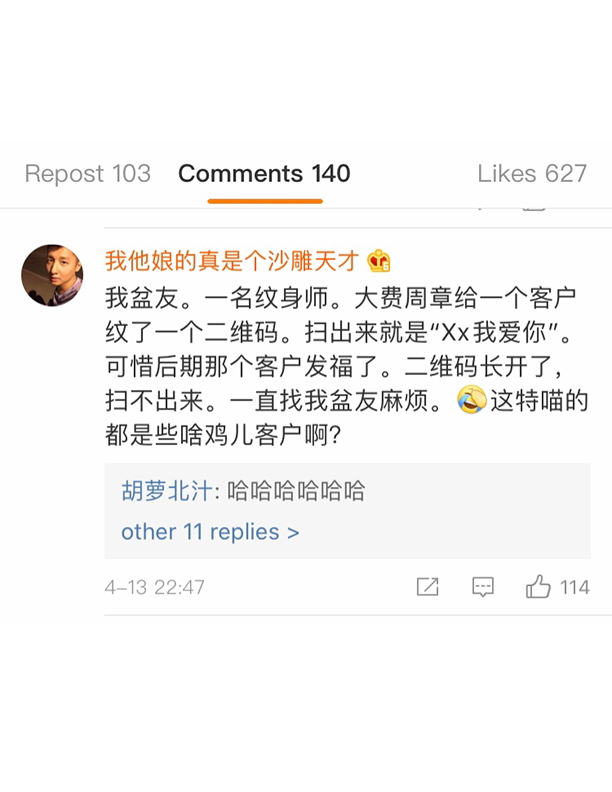 Repost 103 Comments 140 Likes 627
我他娘的真是个沙雕天才
我盆友。一名纹身师。大费周章给一个客户
纹了一个二维码。扫出来就是“Xx我爱你”。
可惜后期那个客户发福了。二维码长开了，
扫不出来。一直找我盆友麻烦。🤣这特喵的
都是些啥鸡儿客户啊？
胡萝北汁: 哈哈哈哈哈哈
other 11 replies >
4-13 22:47 114